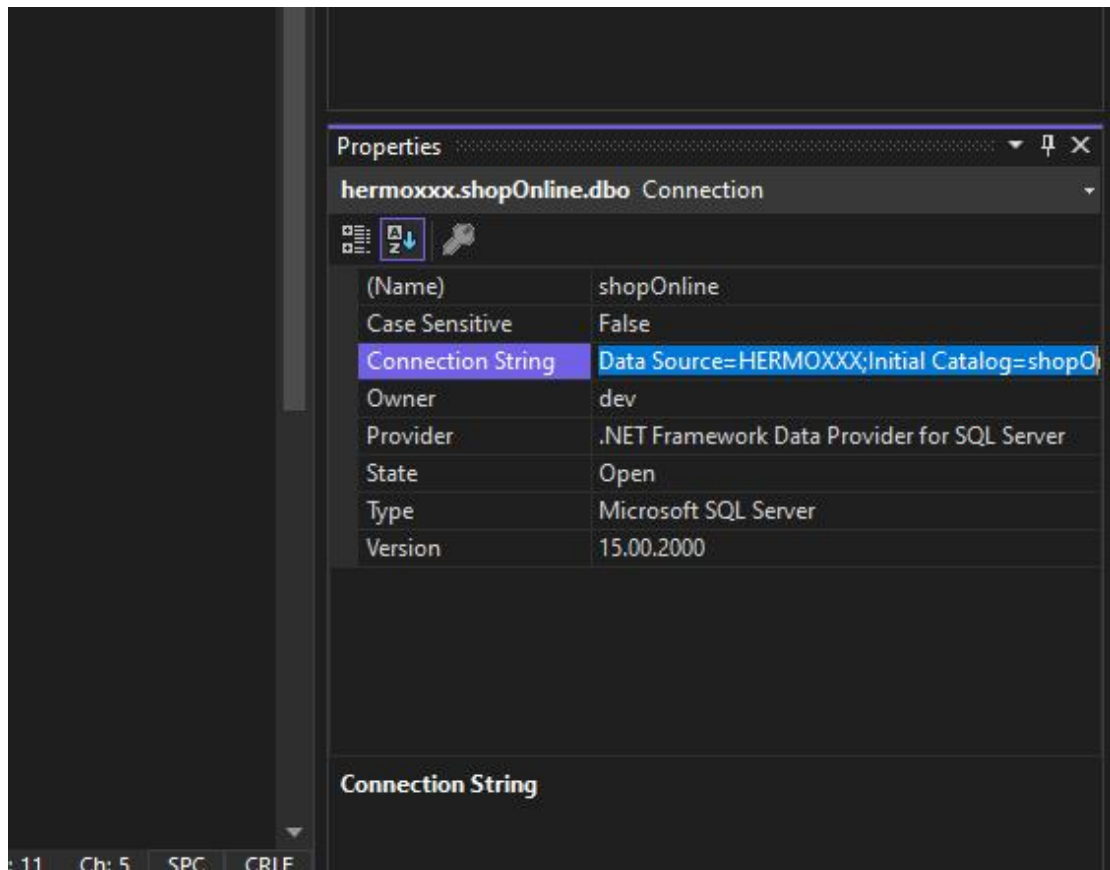 Properties
hermoxxx.shopOnline.dbo Connection
(Name) shopOnline
Case Sensitive False
Connection String Data Source=HERMOXXX;Initial Catalog=shopO
Owner dev
Provider .NET Framework Data Provider for SQL Server
State Open
Type Microsoft SQL Server
Version 15.00.2000
Connection String
: 11 Ch: 5 SPC CRLF